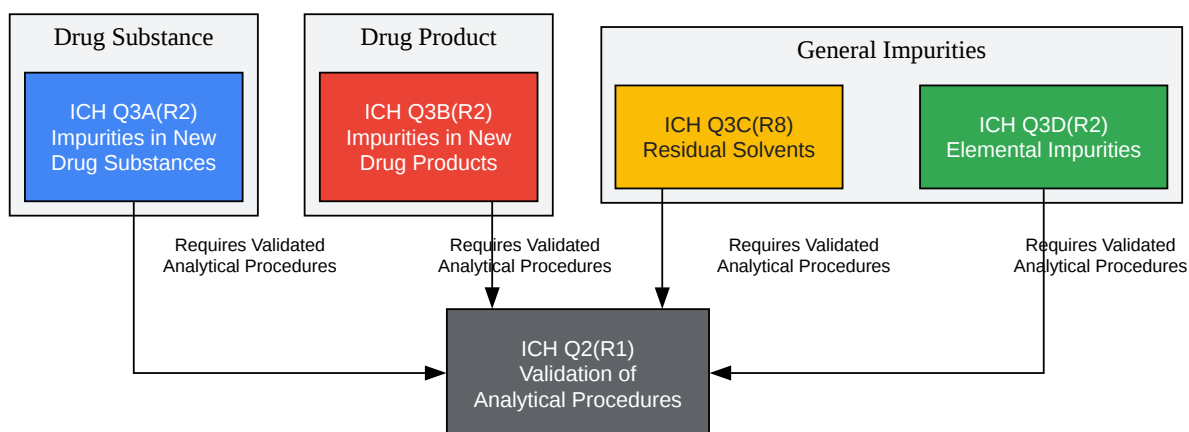 Drug Substance
Drug Product
General Impurities
ICH Q3A(R2)
Impurities in New
Drug Substances
ICH Q3B(R2)
Impurities in New
Drug Products
ICH Q3C(R8)
Residual Solvents
ICH Q3D(R2)
Elemental Impurities
Requires Validated
Analytical Procedures
Requires Validated
Analytical Procedures
Requires Validated
Analytical Procedures
Requires Validated
Analytical Procedures
ICH Q2(R1)
Validation of
Analytical Procedures